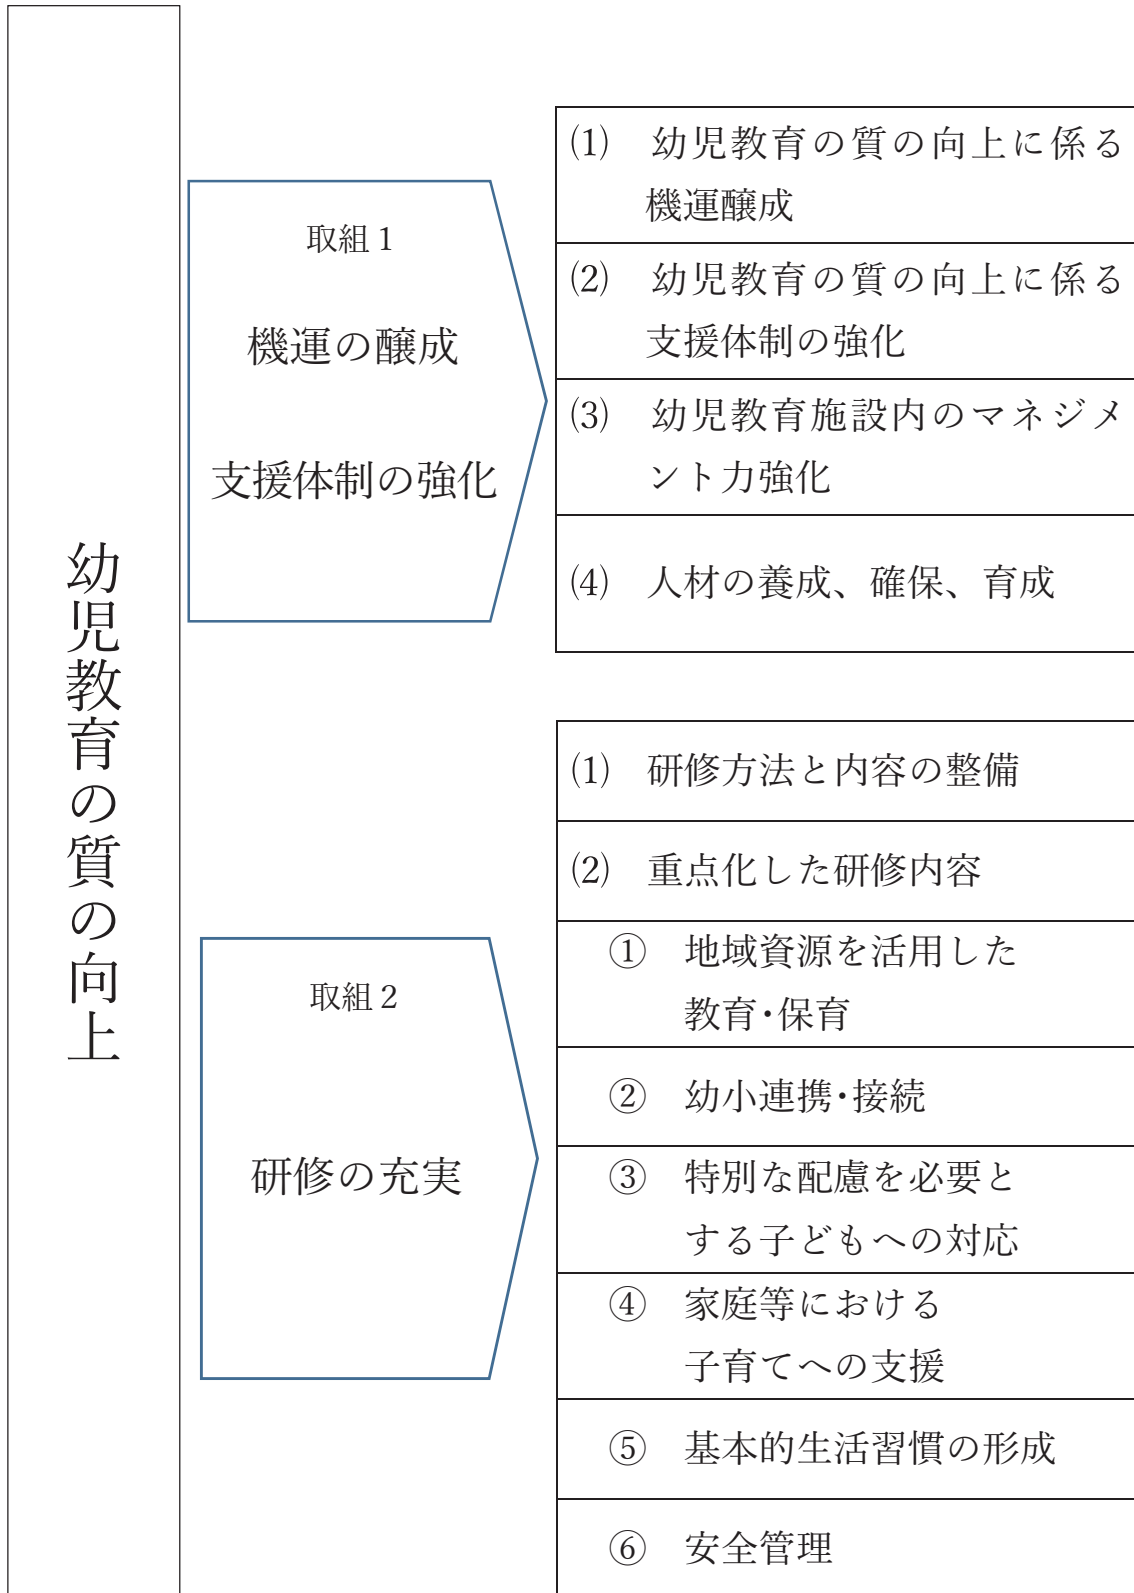 幼児教育の質の向上
取組１
機運の醸成
支援体制の強化
⑴　幼児教育の質の向上に係る
機運醸成
⑵　幼児教育の質の向上に係る
支援体制の強化
⑶　幼児教育施設内のマネジメ
ント力強化
⑷　人材の養成、確保、育成
取組２
研修の充実
⑴　研修方法と内容の整備
⑵　重点化した研修内容
①　地域資源を活用した
教育・保育
②　幼小連携・接続
③　特別な配慮を必要と
する子どもへの対応
④　家庭等における
子育てへの支援
⑤　基本的生活習慣の形成
⑥　安全管理